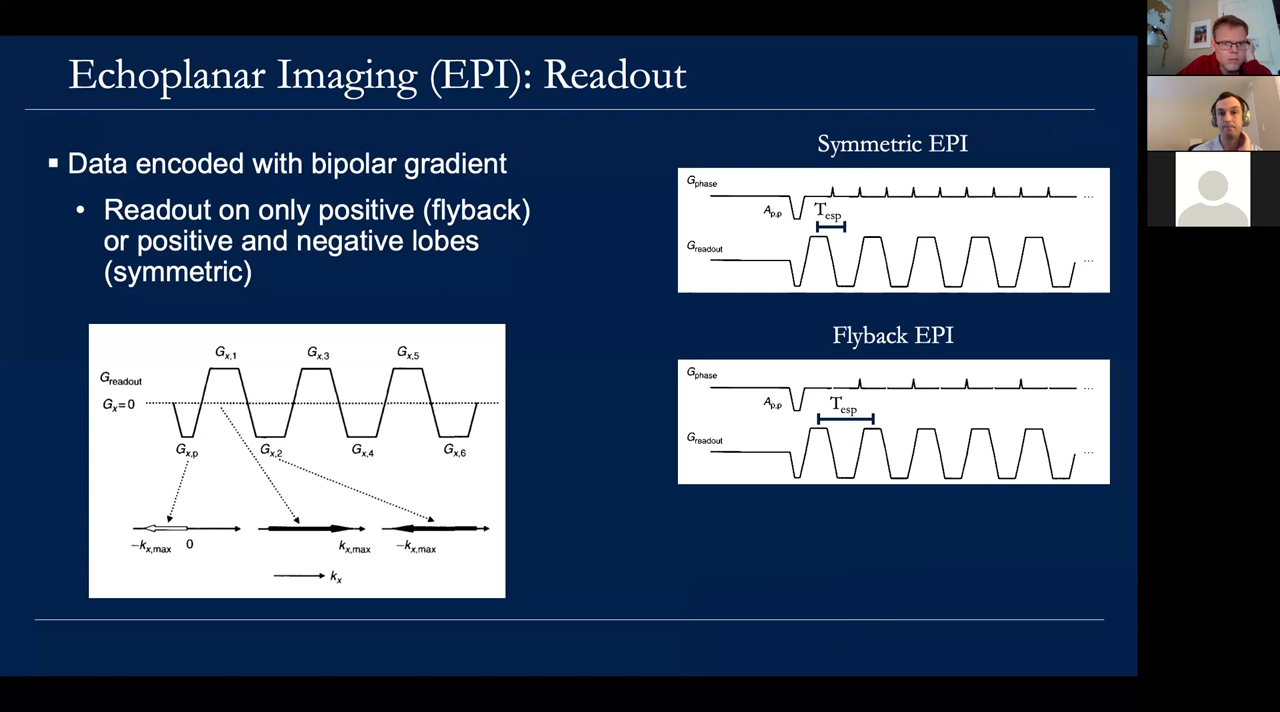 Echoplanar Imaging (EPI): Readout
▪ Data encoded with bipolar gradient
• Readout on only positive (flyback)
or positive and negative lobes
(symmetric)
Gx,1 Gx,3 Gx,5
Greadout
Gx=0
Gx,p Gx,2 Gx,4 Gx,6
−kx,max 0 kx,max −kx,max
kx
Symmetric EPI
Gphase
Ap,p Tesp
Greadout
...
...
Flyback EPI
Gphase
Ap,p Tesp
Greadout
...
...